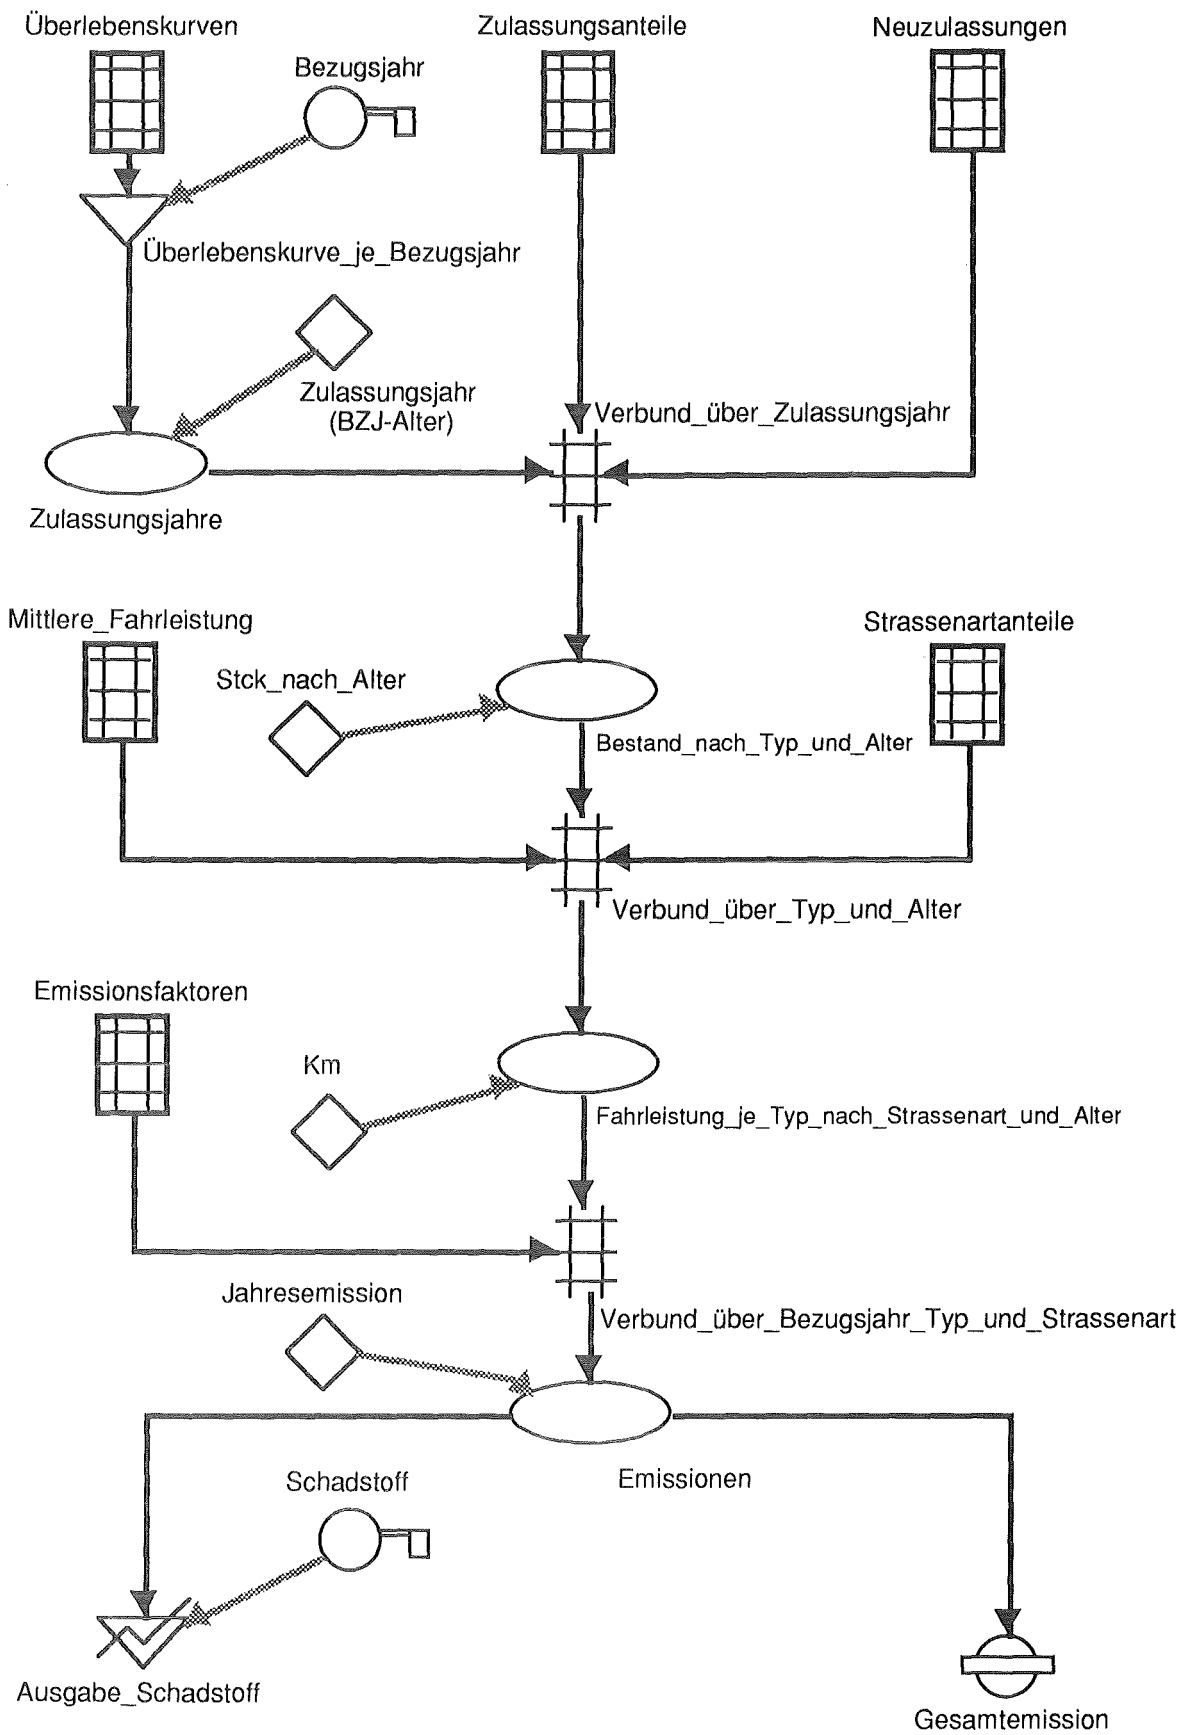 Überlebenskurven
Zulassungsanteile
Neuzulassungen
Bezugsjahr
Überlebenskurve_je_Bezugsjahr
Zulassungsjahr
(BZJ-Alter)
Verbund_über_Zulassungsjahr
Zulassungsjahre
Mittlere_Fahrleistung
Strassenartanteile
Stck_nach_Alter
Bestand_nach_Typ_und_Alter
Verbund_über_Typ_und_Alter
Emissionsfaktoren
Km
Fahrleistung_je_Typ_nach_Strassenart_und_Alter
Jahresemission
Verbund_über_Bezugsjahr_Typ_und_Strassenart
Emissionen
Schadstoff
Ausgabe_Schadstoff
Gesamtemission